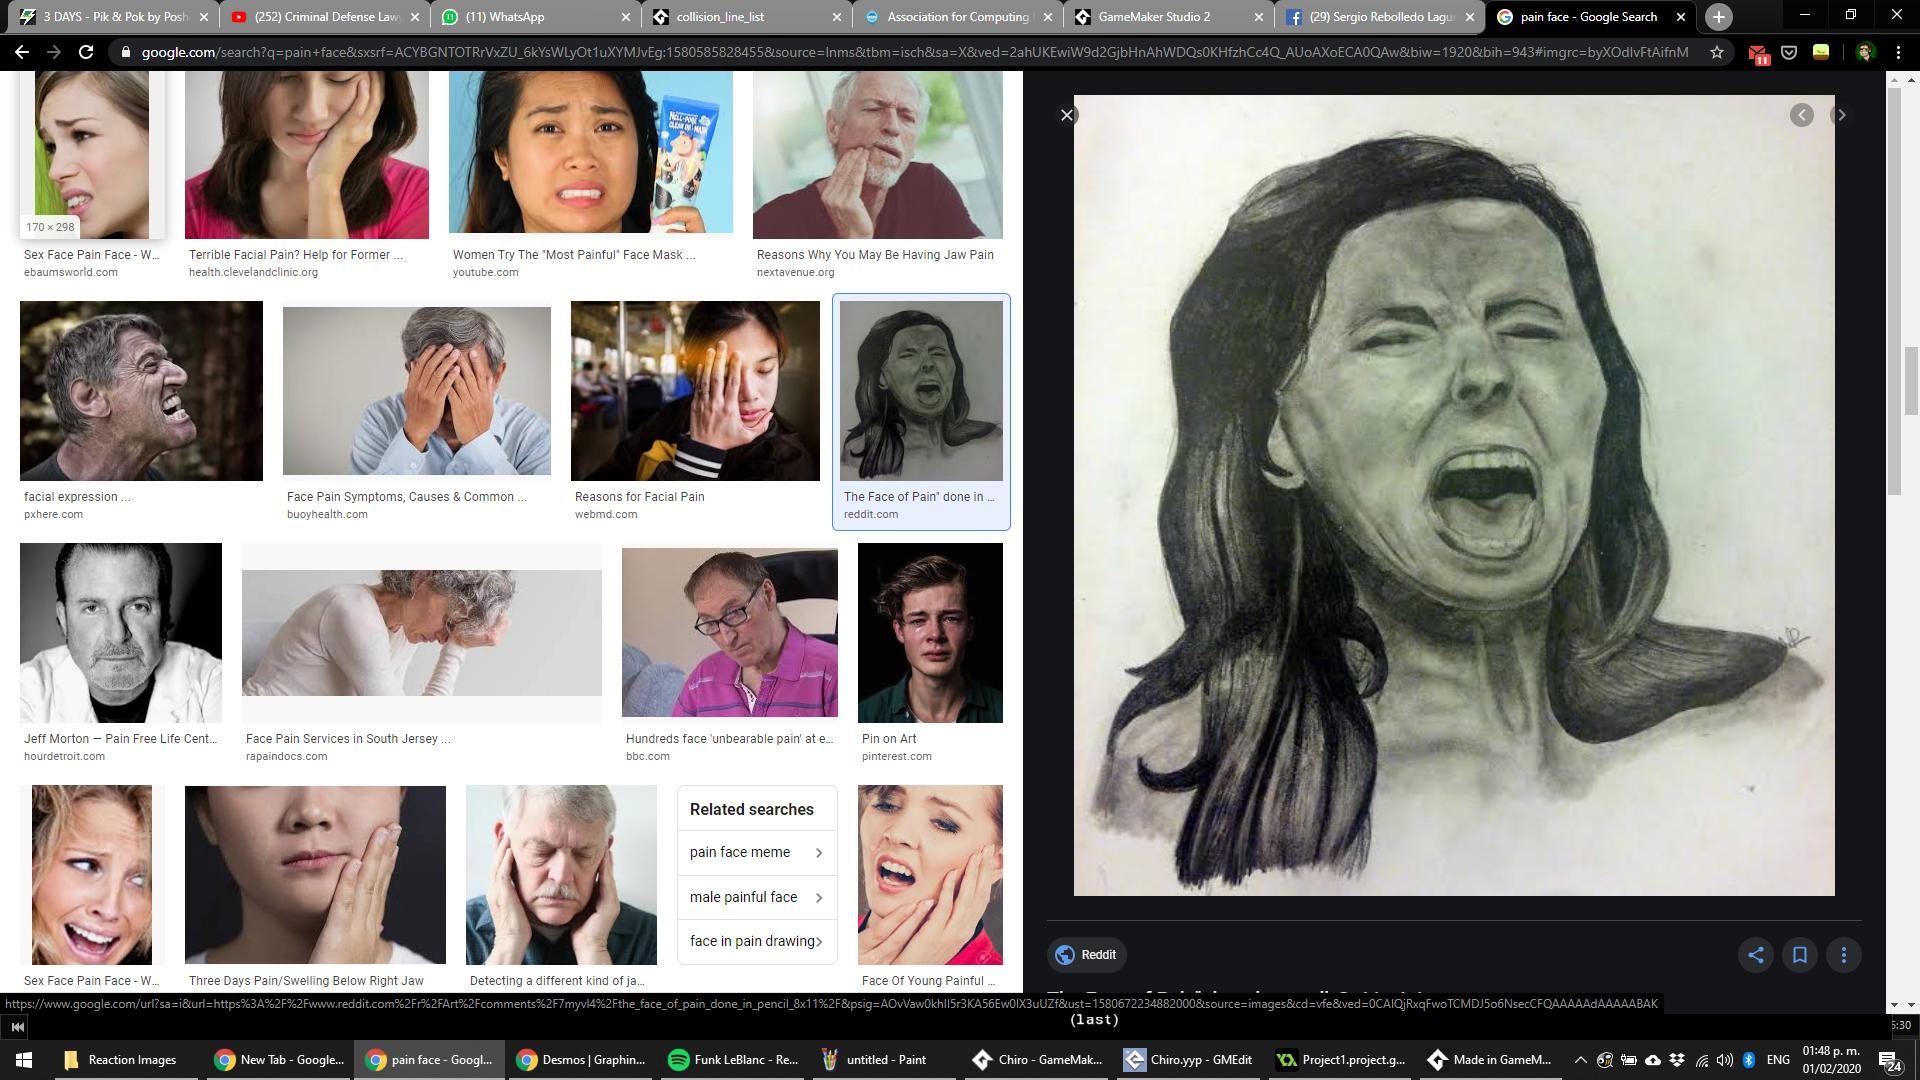 3 DAYS - Pik & Pok by Posh
(252) Criminal Defense Law
(11) WhatsApp
collision_line_list
Association for Computing
GameMaker Studio 2
(29) Sergio Rebolledo Lagu
pain face - Google Search
google.com/search?q=pain+face&sxsrf=ACYBGNTOTRrVxZU_6kYsWLyOt1uXYMJvEg:1580585828455&source=lnms&tbm=isch&sa=X&ved=2ahUKEwiW9d2GjbHnAhWDQs0KHfzhCc4Q_AUoAXoECA0QAw&biw=1920&bih=943#imgrc=byXOdIvFtAifnM
11
170 × 298
Sex Face Pain Face - W...
ebaumsworld.com
Terrible Facial Pain? Help for Former ...
health.clevelandclinic.org
Women Try The "Most Painful" Face Mask ...
youtube.com
Reasons Why You May Be Having Jaw Pain
nextavenue.org
facial expression ...
pxhere.com
Face Pain Symptoms, Causes & Common ...
buoyhealth.com
Reasons for Facial Pain
webmd.com
The Face of Pain" done in ...
reddit.com
Jeff Morton — Pain Free Life Cent...
hourdetroit.com
Face Pain Services in South Jersey ...
rapaindocs.com
Hundreds face 'unbearable pain' at e...
bbc.com
Pin on Art
pinterest.com
Related searches
pain face meme
male painful face
face in pain drawing
Sex Face Pain Face - W...
Three Days Pain/Swelling Below Right Jaw
Detecting a different kind of ja...
Face Of Young Painful ...
Reddit
https://www.google.com/url?sa=i&url=https%3A%2F%2Fwww.reddit.com%2Fr%2FArt%2Fcomments%2F7myvl4%2Fthe_face_of_pain_done_in_pencil_8x11%2F&psig=AOvVaw0khII5r3KA56Ew0IX3uUZf&ust=1580672234882000&source=images&cd=vfe&ved=0CAIQjRxqFwoTCMDJ5o6NsecCFQAAAAAdAAAAABAK
(last)
5:30
Reaction Images
New Tab - Google...
pain face - Googl...
Desmos | Graphin...
Funk LeBlanc - Re...
untitled - Paint
Chiro - GameMak...
Chiro.yyp - GMEdit
Project1.project.g...
Made in GameM...
ENG
01:48 p. m.
01/02/2020
24